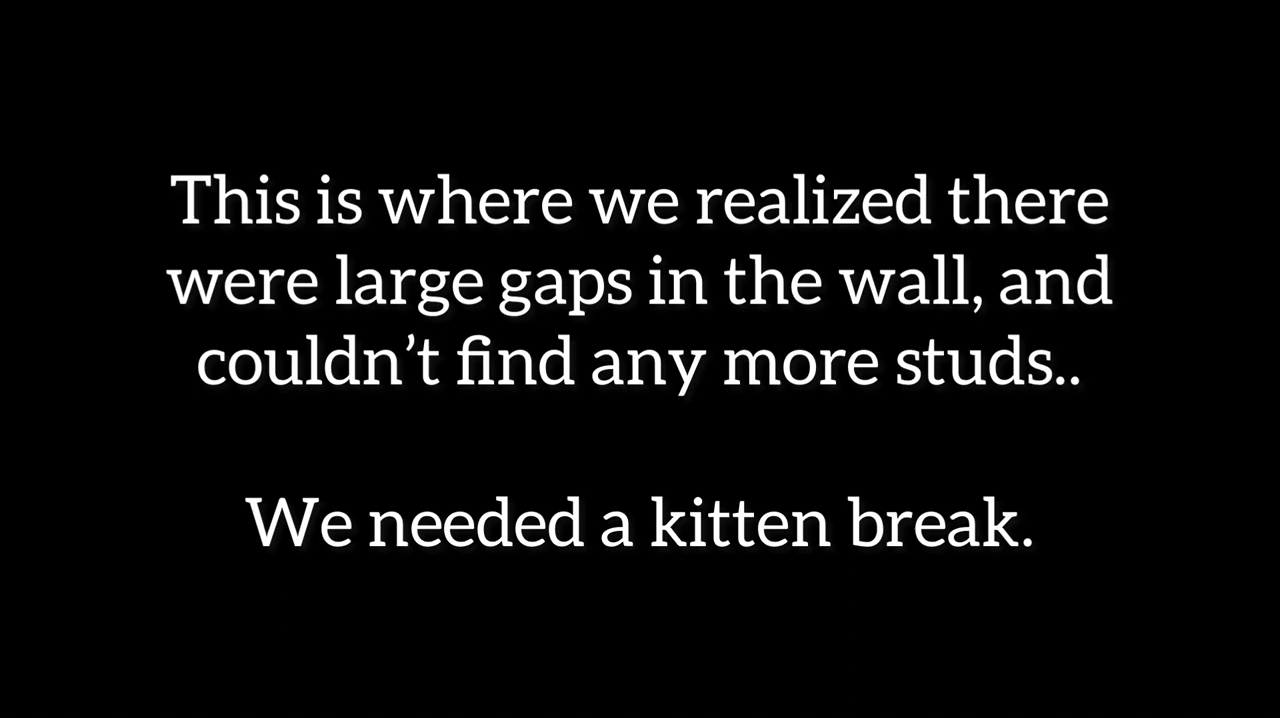 This is where we realized there
were large gaps in the wall, and
couldn’t find any more studs..
We needed a kitten break.